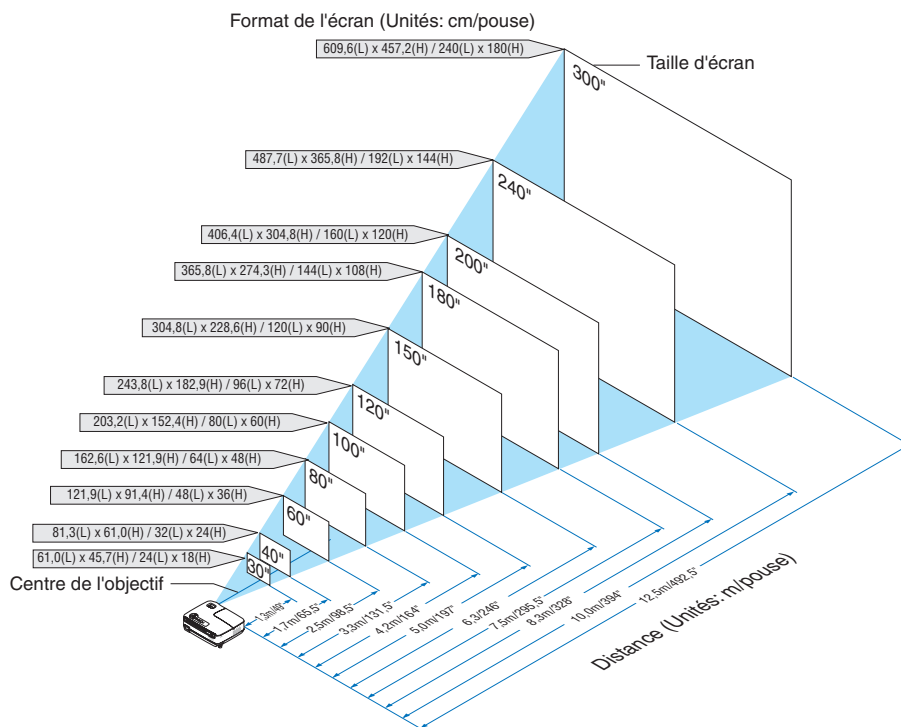 Format de l'écran (Unités: cm/pouse)
609,6(L) x 457,2(H) / 240(L) x 180(H)
Taille d'écran
300"
487,7(L) x 365,8(H) / 192(L) x 144(H)
240"
406,4(L) x 304,8(H) / 160(L) x 120(H)
200"
365,8(L) x 274,3(H) / 144(L) x 108(H)
180"
304,8(L) x 228,6(H) / 120(L) x 90(H)
150"
243,8(L) x 182,9(H) / 96(L) x 72(H)
120"
203,2(L) x 152,4(H) / 80(L) x 60(H)
100"
162,6(L) x 121,9(H) / 64(L) x 48(H)
80"
121,9(L) x 91,4(H) / 48(L) x 36(H)
60"
81,3(L) x 61,0(H) / 32(L) x 24(H)
40"
61,0(L) x 45,7(H) / 24(L) x 18(H)
30"
Centre de l'objectif
1,3m/49"
1,7m/65,5"
2,5m/98,5"
3,3m/131,5"
4,2m/164"
5,0m/197"
6,3/246"
7,5m/295,5"
8,3m/328"
10,0m/394"
12,5m/492,5"
Distance (Unités: m/pouse)